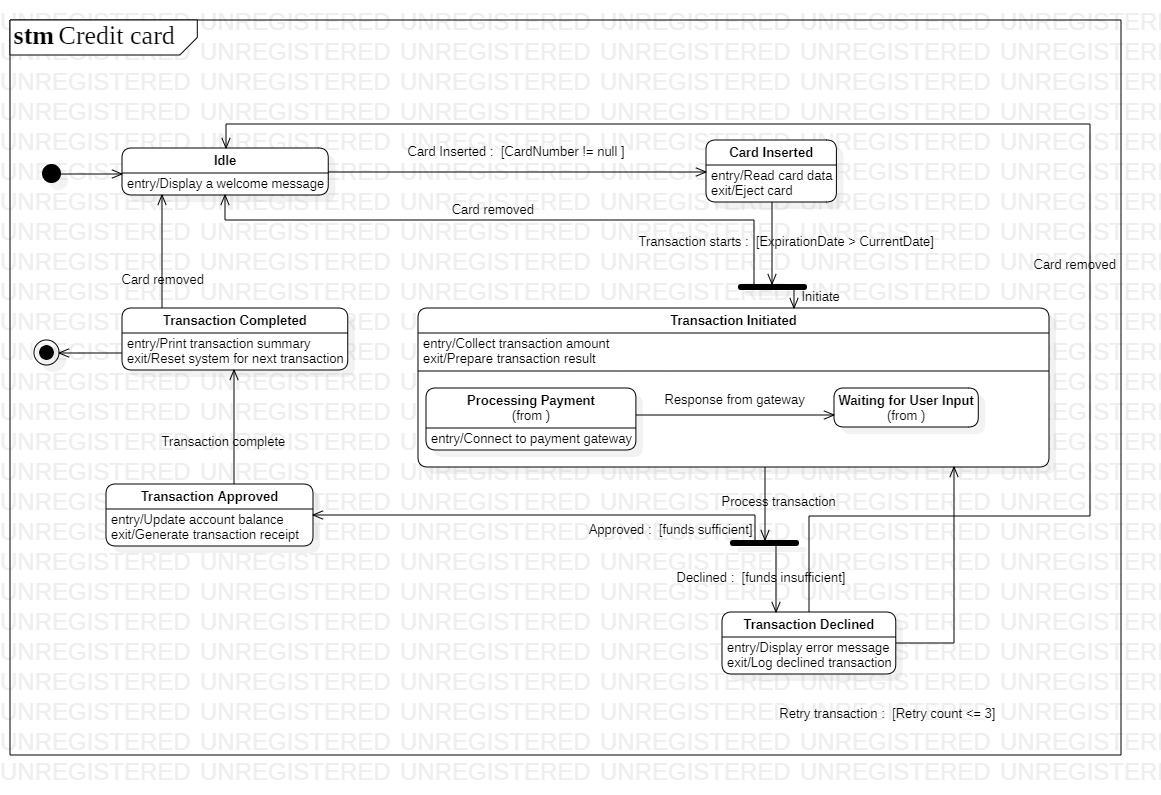 stm Credit card
Idle
entry/Display a welcome message
Card Inserted : [CardNumber != null ]
Card Inserted
entry/Read card data
exit/Eject card
Card removed
Transaction starts : [ExpirationDate > CurrentDate]
Card removed
Card removed
Initiate
Transaction Completed
entry/Print transaction summary
exit/Reset system for next transaction
Transaction Initiated
entry/Collect transaction amount
exit/Prepare transaction result
Processing Payment
(from )
entry/Connect to payment gateway
Response from gateway
Waiting for User Input
(from )
Transaction complete
Transaction Approved
entry/Update account balance
exit/Generate transaction receipt
Process transaction
Approved : [funds sufficient]
Declined : [funds insufficient]
Transaction Declined
entry/Display error message
exit/Log declined transaction
Retry transaction : [Retry count <= 3]
UNREGISTERED